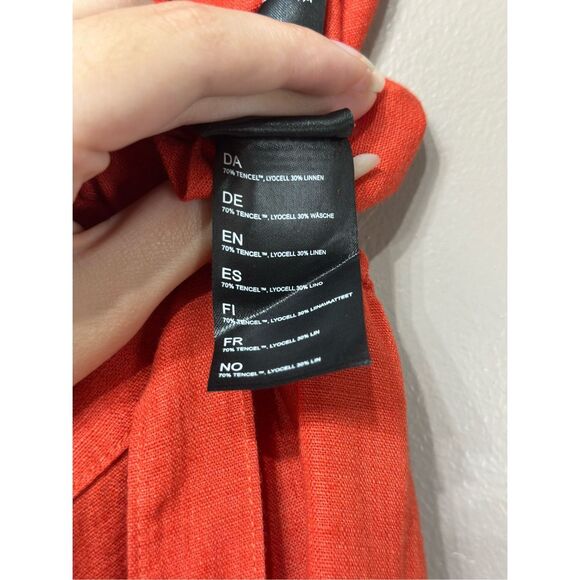 DA
70% TENCEL™, LYOCELL 30% LINNEN
DE
70% TENCEL™, LYOCELL 30% WÄSCHE
EN
70% TENCEL™, LYOCELL 30% LINEN
ES
70% TENCEL™, LYOCELL 30% LINO
FI
70% TENCEL™, LYOCELL 30% LIINAVAATTEET
FR
70% TENCEL™, LYOCELL 30% LIN
NO
70% TENCEL™, LYOCELL 30% LIN